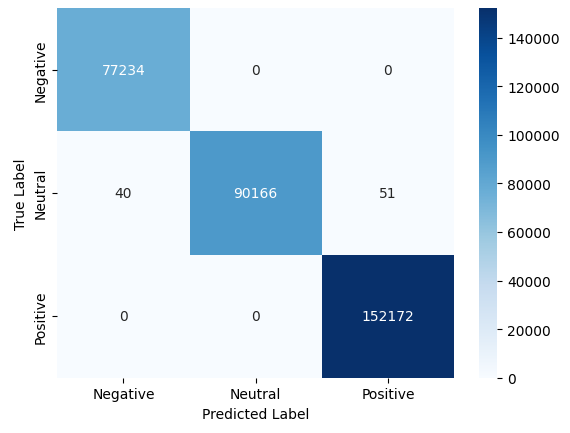 Negative
Neutral
Positive
True Label
77234 0 0
40 90166 51
0 0 152172
Negative Neutral Positive
Predicted Label
140000
120000
100000
80000
60000
40000
20000
0